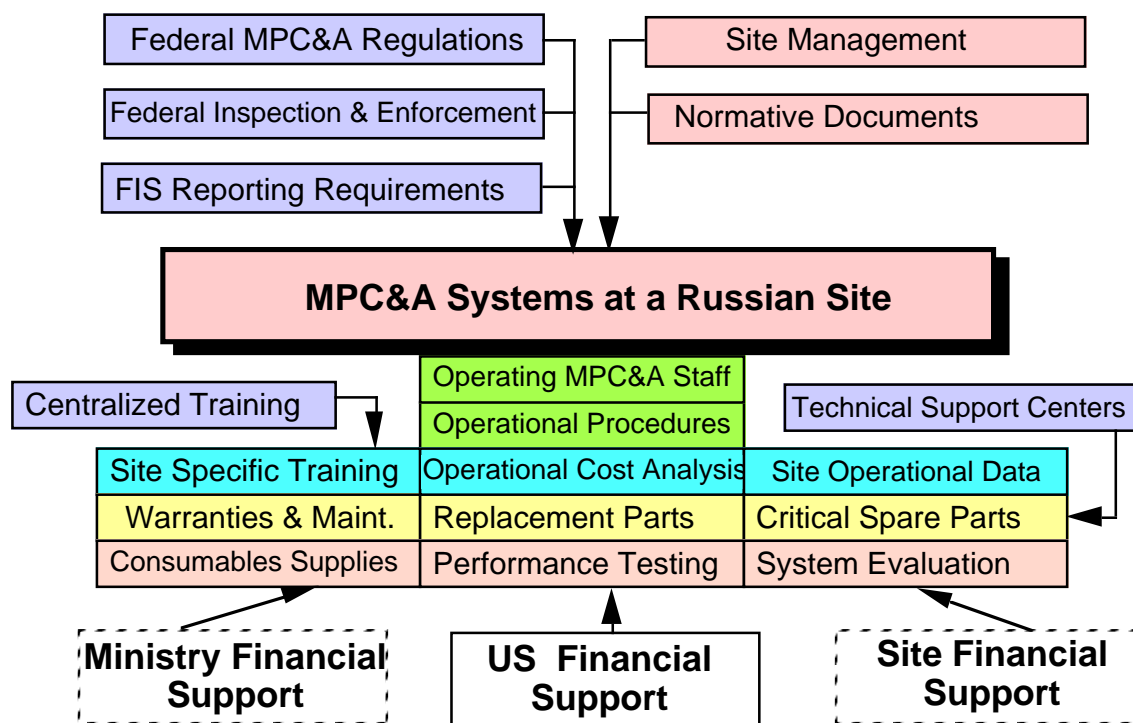 Federal MPC&A Regulations
Site Management
Federal Inspection & Enforcement
Normative Documents
FIS Reporting Requirements
MPC&A Systems at a Russian Site
Operating MPC&A Staff
Centralized Training
Technical Support Centers
Operational Procedures
Site Specific Training
Operational Cost Analysis
Site Operational Data
Warranties & Maint.
Replacement Parts
Critical Spare Parts
Consumables Supplies
Performance Testing
System Evaluation
Ministry Financial
Support
US Financial
Support
Site Financial
Support